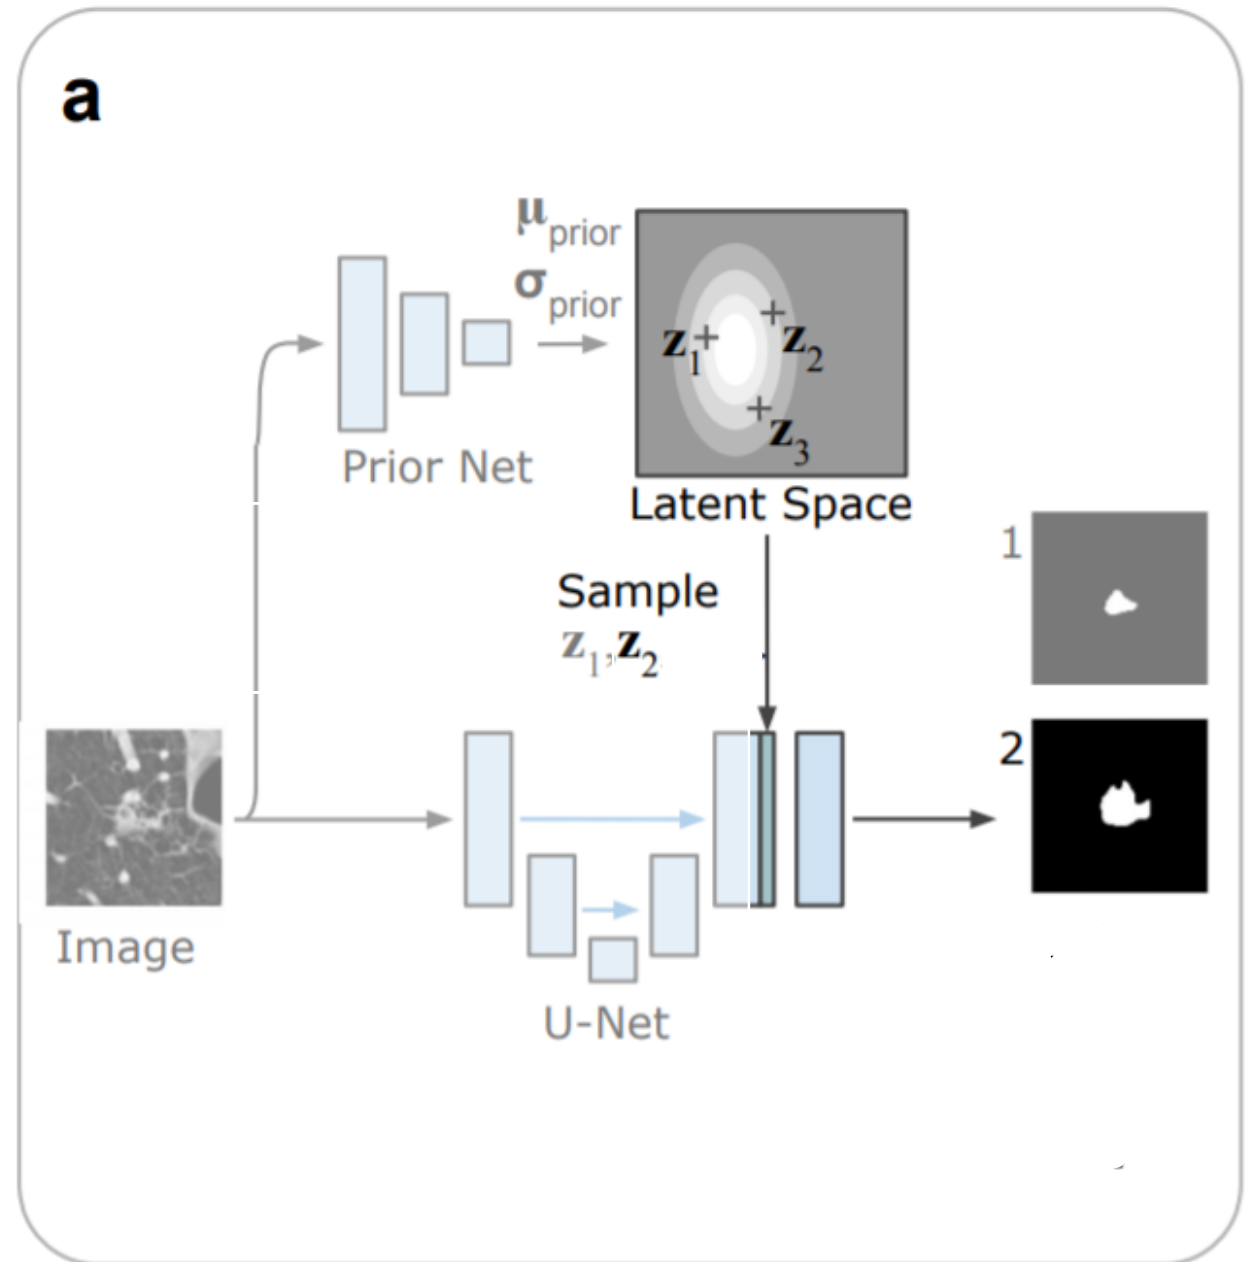 a
μprior
σprior
z1
z2
z3
Prior Net
Latent Space
Sample
z1, z2
1
2
Image
U-Net